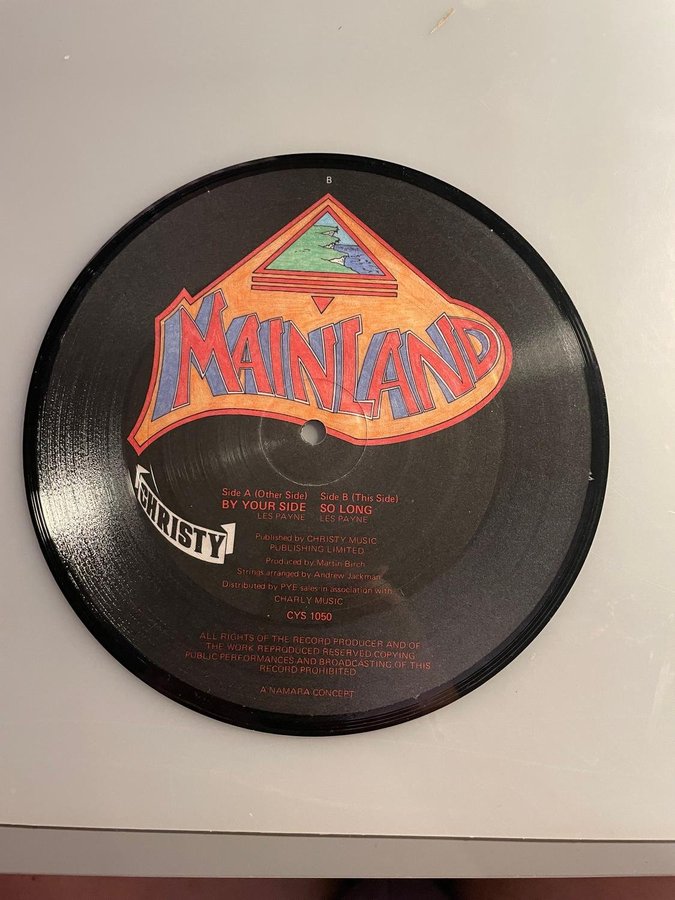 B
MAINLAND
CHRISTY
Side A (Other Side) Side B (This Side)
BY YOUR SIDE SO LONG
LES PAYNE LES PAYNE
Published by CHRISTY MUSIC
PUBLISHING LIMITED
Produced by Martin Birch
Strings arranged by Andrew Jackman
Distributed by PYE sales in association with
CHARLY MUSIC
CYS 1050
ALL RIGHTS OF THE RECORD PRODUCER AND OF
THE WORK REPRODUCED RESERVED COPYING
PUBLIC PERFORMANCES AND BROADCASTING OF THIS
RECORD PROHIBITED
A NAMARA CONCEPT